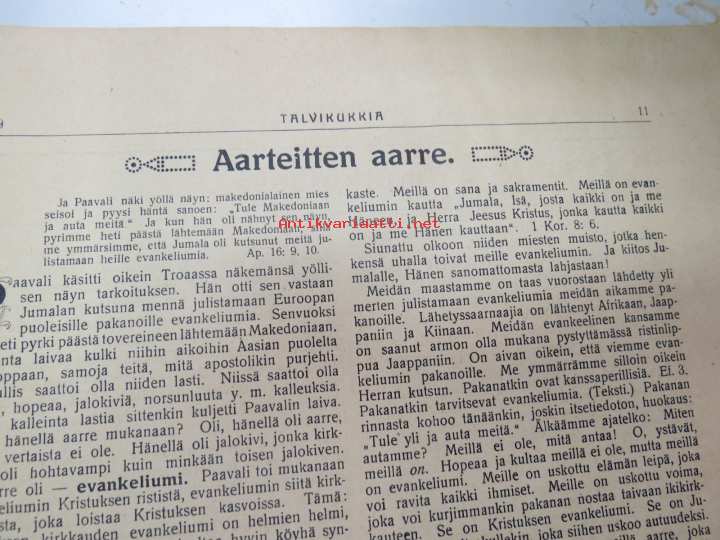 9
TALVIKUKKIA
11
Aarteitten aarre.
Ja Paavali näki yöllä näyn: makedonialainen mies
seisoi ja pyysi häntä sanoen: „Tule Makedoniaan
ja auta meitä“ Ja kun hän oli nähnyt sen näyn,
pyrimme heti päästä lähtemään Makedoniaan,
me ymmärsimme, että Jumala oli kutsunut meitä ju-
listamaan heille evankeliumia. Ap. 16: 9, 10.
Paavali käsitti oikein Troaassa näkemänsä yölli-
sen näyn tarkoituksen. Hän otti sen vastaan
Jumalan kutsuna mennä julistamaan Euroopan
puoleisille pakanoille evankeliumia. Senvuoksi
heti pyrki päästä tovereineen lähtemään Makedoniaan.
laivaa kulki niihin aikoihin Aasian puolelta
samoja teitä, mitä apostolikin purjehti.
saattoi olla niiden lasti. Niissä saattoi olla
hopeaa, jalokiviä, norsunluuta y. m. kalleuksia.
kalleinta lastia sittenkin kuljetti Paavalin laiva.
hänellä aarre mukanaan? Oli, hänellä oli aarre,
vertaista ei ole. Hänellä oli jalokivi, jonka kirk-
oli hohtavampi kuin minkään toisen jalokiven.
oli — evankeliumi. Paavali toi mukanaan
Kristuksen rististä, evankeliumin siitä kirk-
joka loistaa Kristuksen kasvoissa. Tämä:
kirkkauden evankeliumi on helmien helmi,
hyvin köyhä syn-
kaste. Meillä on sana ja sakramentit. Meillä on evan-
keliumin kautta „Jumala, Isä, josta kaikki on ja me
Häneen, ja Herra Jeesus Kristus, jonka kautta kaikki
on ja me Hänen kauttaan“. 1 Kor. 8: 6.
Siunattu olkoon niiden miesten muisto, jotka hen-
kensä uhalla toivat meille evankeliumin. Ja kiitos Ju-
malalle, Hänen sanomattomasta lahjastaan!
Meidän maastamme on taas vuorostaan lähdetty yli
merten julistamaan evankeliumia meidän aikamme pa-
kanoille. Lähetyssaarnaajia on lähtenyt Afrikaan, Jaap-
paniin ja Kiinaan. Meidän evankeelinen kansamme
on saanut armon olla mukana pystyttämässä ristinlip-
pua Jaappaniin. On aivan oikein, että viemme evan-
keliumin pakanoille. Me ymmärrämme silloin oikein
Herran kutsun. Pakanatkin ovat kanssaperillisiä. Ef. 3.
Pakanatkin tarvitsevat evankeliumia. (Teksti.) Pakanan
rinnasta kohoo tänäänkin, joskin itsetiedoton, huokaus:
„Tule yli ja auta meitä.“ Älkäämme ajatelko: Miten
autamme? Meillä ei ole, mitä antaa! O, ystävät,
meillä on. Hopeaa ja kultaa meillä ei ole, mutta meillä
on evankeliumi. Meille on uskottu elämän leipä, joka
voi ravita kaikki ihmiset. Meille on uskottu voima,
joka voi kurjimmankin pakanan nostaa taivaan ikikirk-
kauteen. Se on Kristuksen evankeliumi. Se on Ju-
kullekin, joka siihen uskoo autuudeksi.
aarre, joka
Antikvariaatti.net